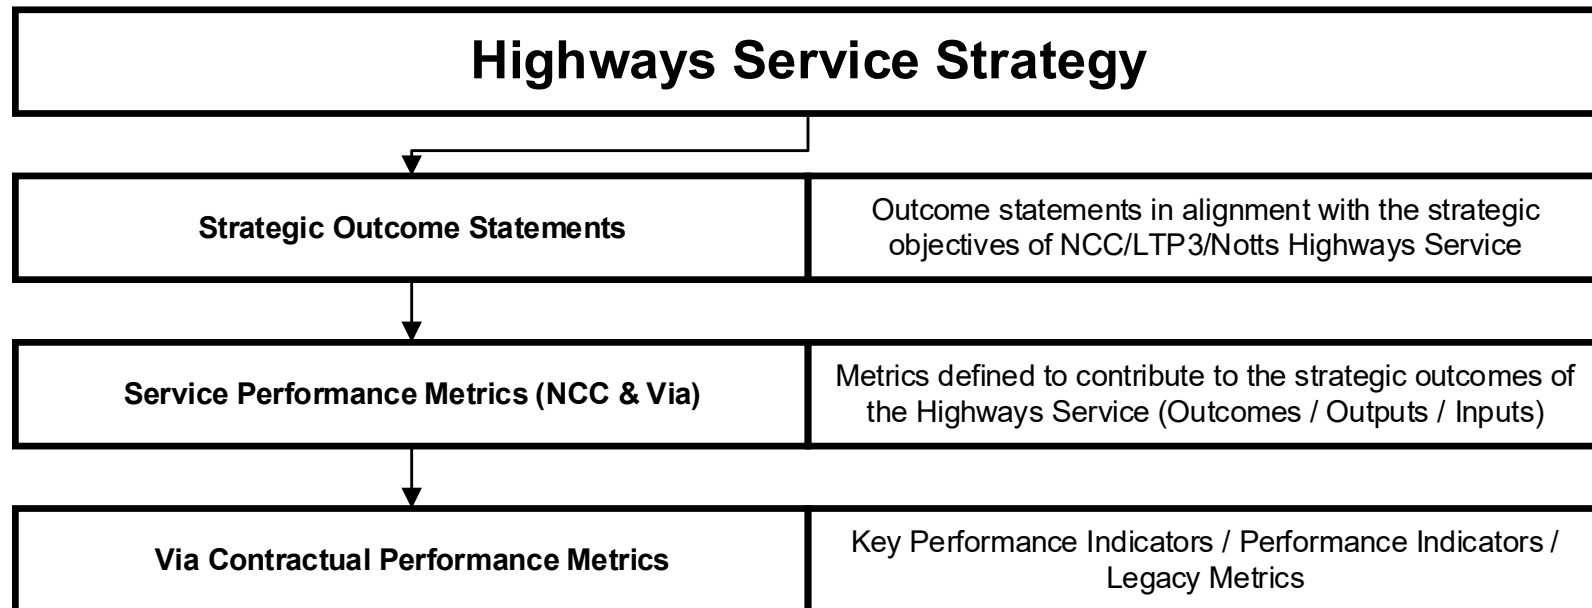 Highways Service Strategy
Strategic Outcome Statements
Outcome statements in alignment with the strategic
objectives of NCC/LTP3/Notts Highways Service
Service Performance Metrics (NCC & Via)
Metrics defined to contribute to the strategic outcomes of
the Highways Service (Outcomes / Outputs / Inputs)
Via Contractual Performance Metrics
Key Performance Indicators / Performance Indicators /
Legacy Metrics